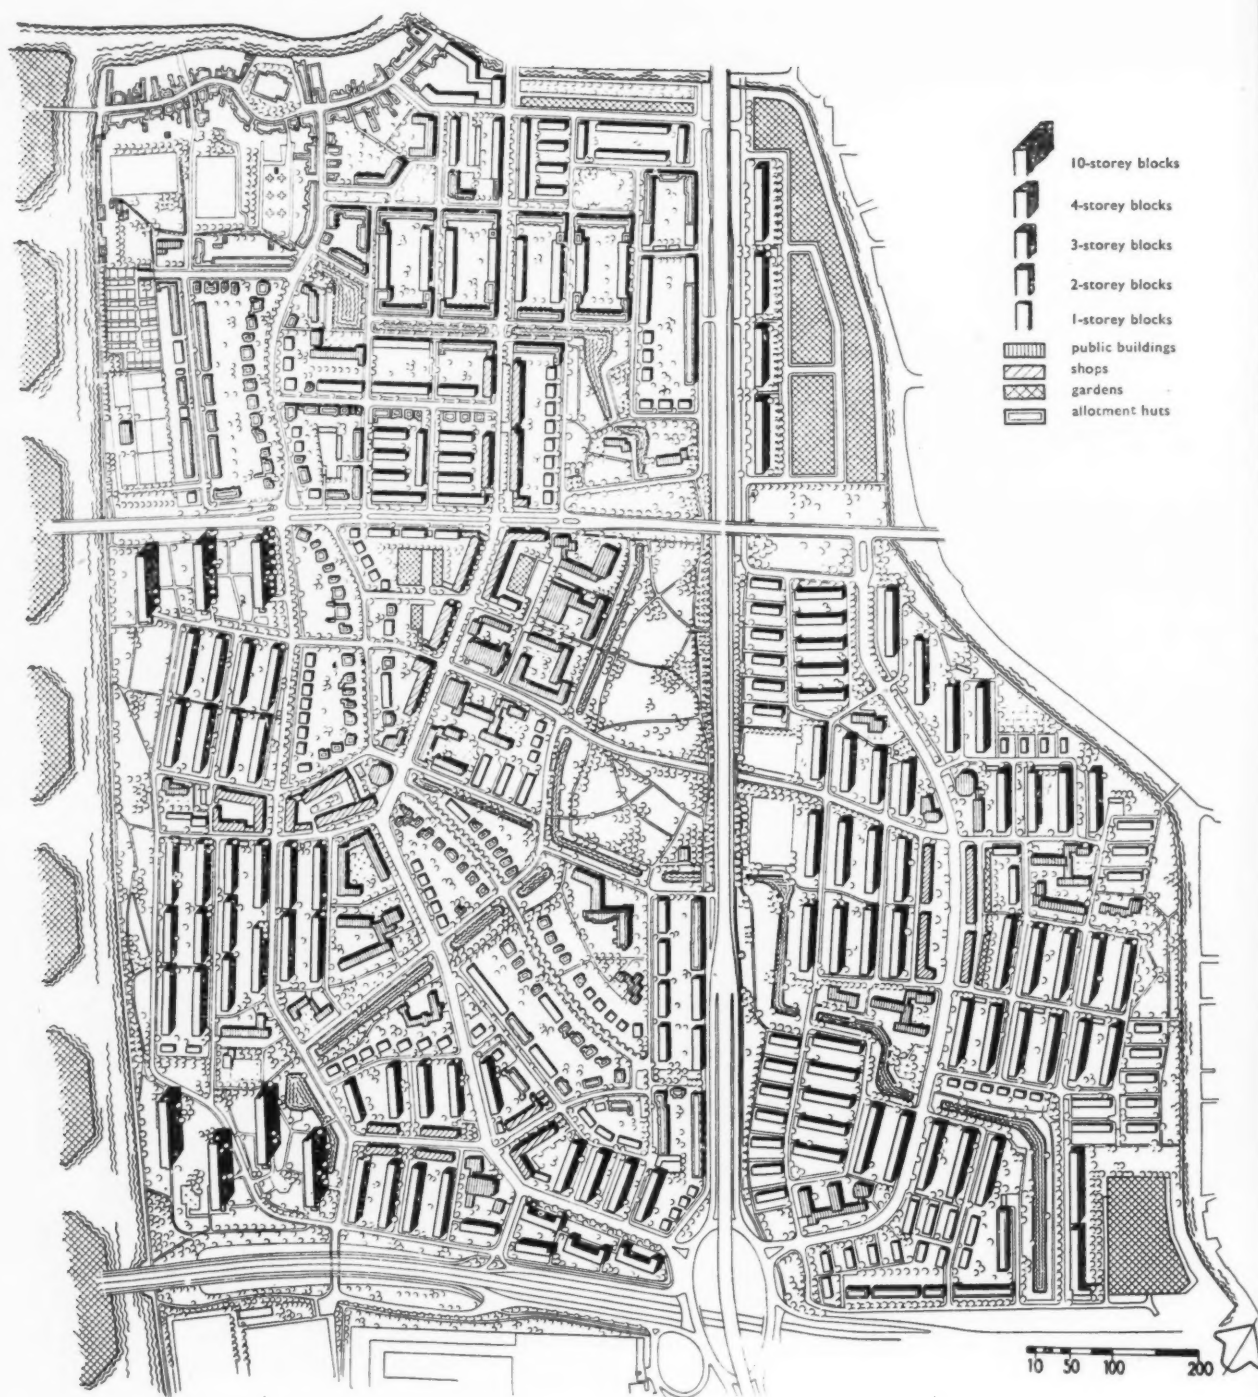 10-storey blocks
4-storey blocks
3-storey blocks
2-storey blocks
1-storey blocks
public buildings
shops
gardens
allotment huts
10 50 100 200